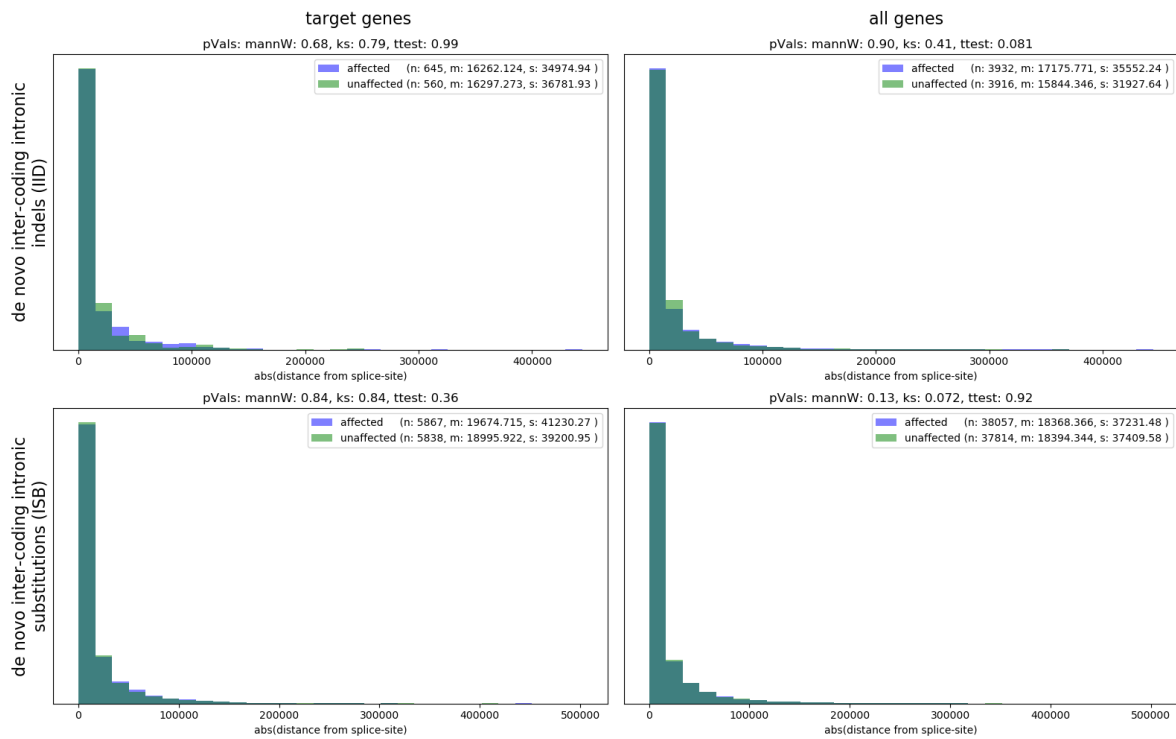 target genes
all genes
pVals: mannW: 0.68, ks: 0.79, ttest: 0.99
affected (n: 645, m: 16262.124, s: 34974.94 )
unaffected (n: 560, m: 16297.273, s: 36781.93 )
de novo inter-coding intronic
indels (IID)
0 100000 200000 300000 400000
abs(distance from splice-site)
pVals: mannW: 0.90, ks: 0.41, ttest: 0.081
affected (n: 3932, m: 17175.771, s: 35552.24 )
unaffected (n: 3916, m: 15844.346, s: 31927.64 )
0 100000 200000 300000 400000
abs(distance from splice-site)
pVals: mannW: 0.84, ks: 0.84, ttest: 0.36
affected (n: 5867, m: 19674.715, s: 41230.27 )
unaffected (n: 5838, m: 18995.922, s: 39200.95 )
de novo inter-coding intronic
substitutions (ISB)
0 100000 200000 300000 400000 500000
abs(distance from splice-site)
pVals: mannW: 0.13, ks: 0.072, ttest: 0.92
affected (n: 38057, m: 18368.366, s: 37231.48 )
unaffected (n: 37814, m: 18394.344, s: 37409.58 )
0 100000 200000 300000 400000 500000
abs(distance from splice-site)